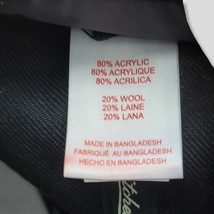 80% ACRYLIC
80% ACRYLIQUE
80% ACRILICA
20% WOOL
20% LAINE
20% LANA
MADE IN BANGLADESH
FABRIQUÉ AU BANGLADESH
HECHO EN BANGLADESH